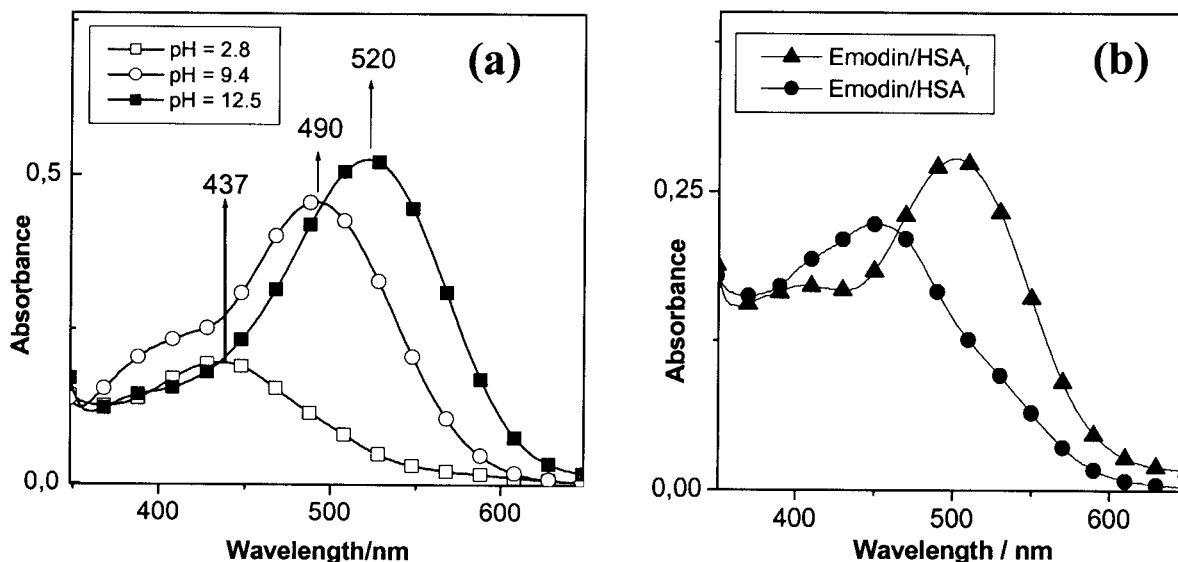 (a)
pH = 2.8
pH = 9.4
pH = 12.5
520
490
437
0,5
0,0
Absorbance
400
500
600
Wavelength/nm
(b)
Emodin/HSAf
Emodin/HSA
0,25
0,00
Absorbance
400
500
600
Wavelength / nm